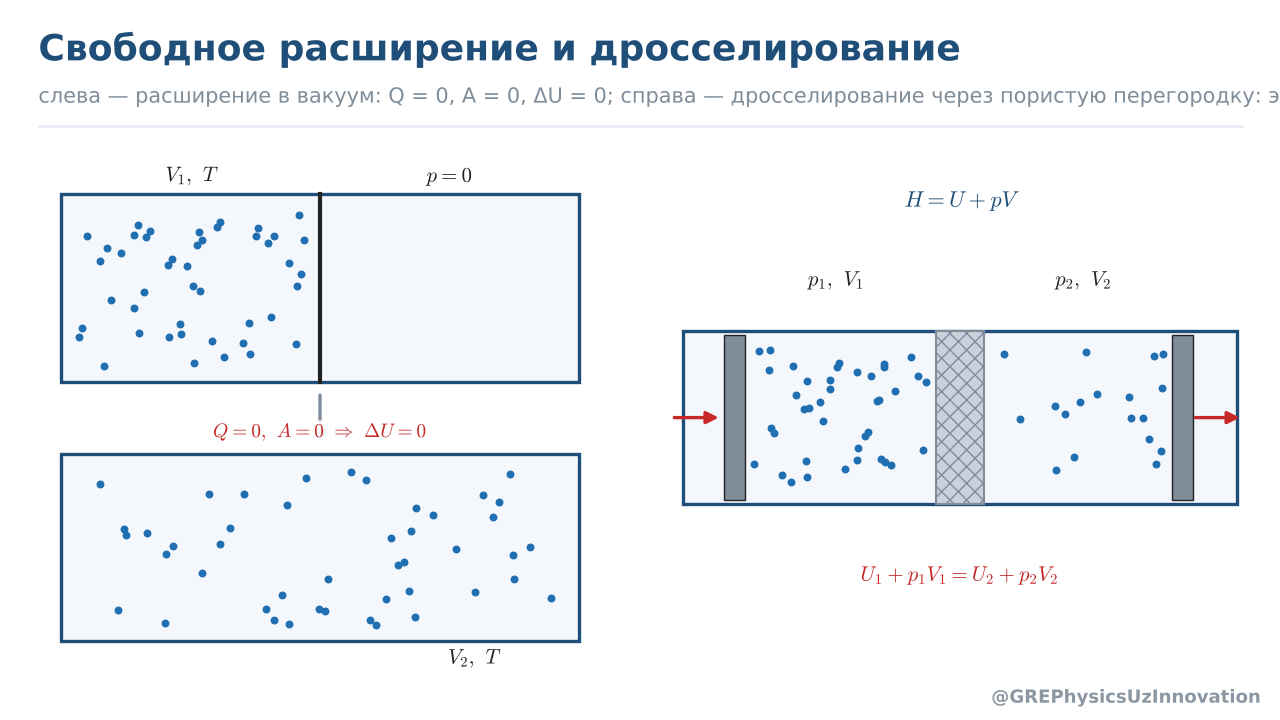 Свободное расширение и дросселирование
слева — расширение в вакуум: Q = 0, A = 0, ΔU = 0; справа — дросселирование через пористую перегородку: э
V₁, T
p = 0
Q = 0, A = 0 ⇒ ΔU = 0
V₂, T
H = U + pV
p₁, V₁
p₂, V₂
U₁ + p₁V₁ = U₂ + p₂V₂
@GREPhysicsUzInnovation